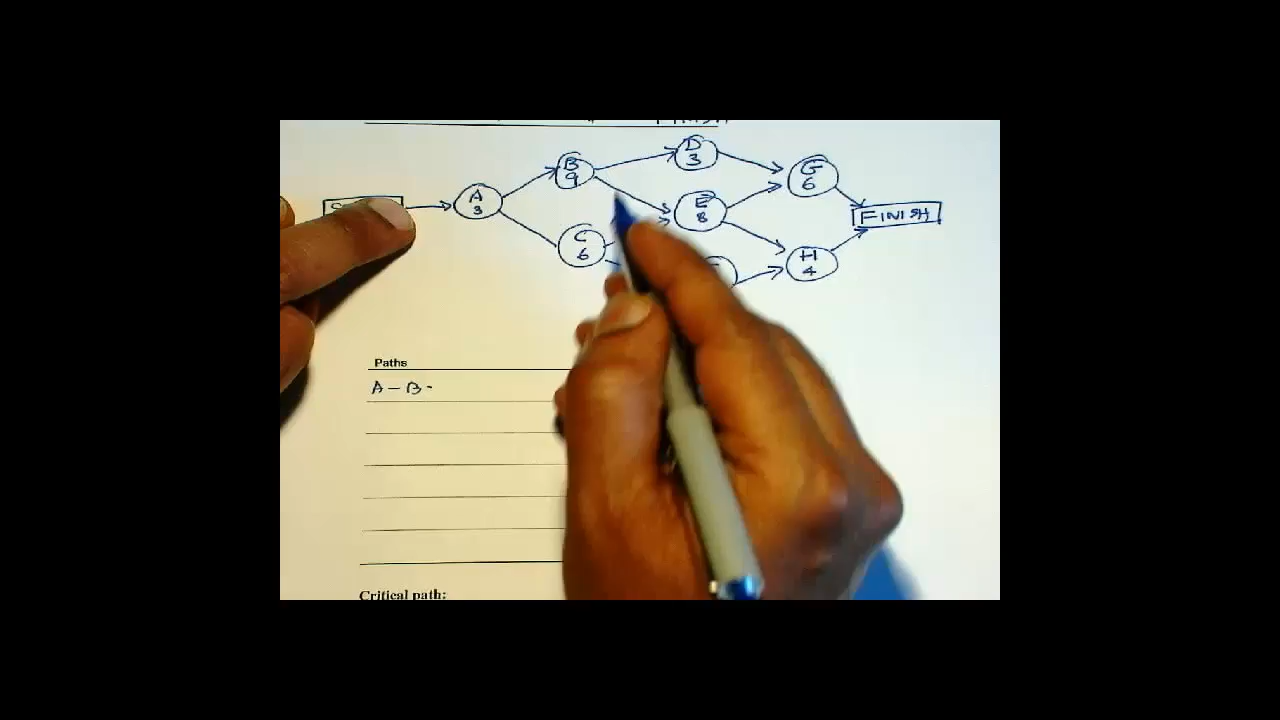 B D G
9 3 6
A E FINISH
3 8
C H
6 4
Paths
A - B -
Critical path: